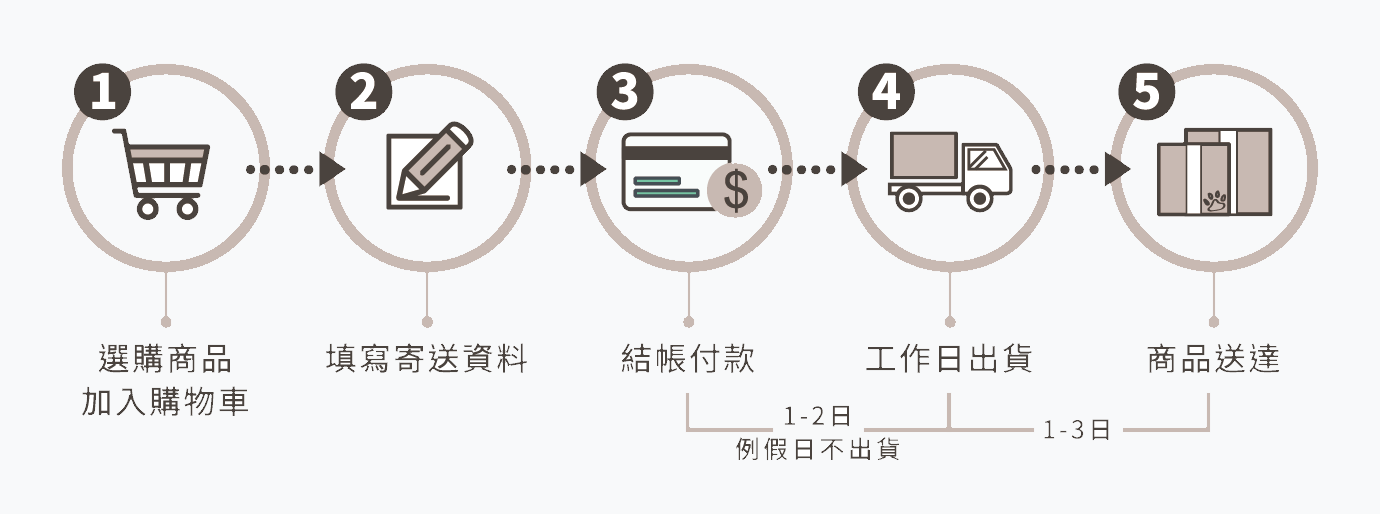 1
2
3
4
5
$
選購商品
加入購物車
填寫寄送資料
結帳付款
工作日出貨
商品送達
1-2日
例假日不出貨
1-3日